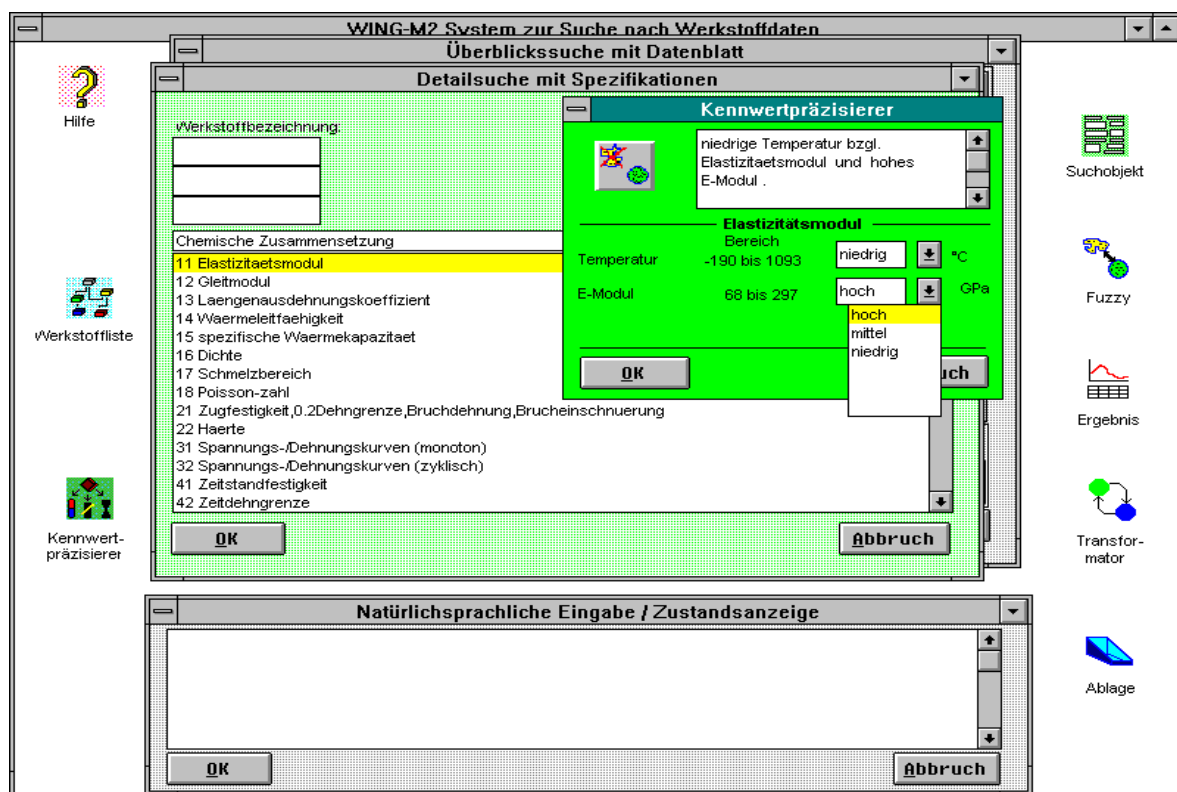 WING-M2 System zur Suche nach Werkstoffdaten
Überblickssuche mit Datenblatt
Detailsuche mit Spezifikationen
Hilfe
Werkstoffliste
Kennwert-
präzisierer
Werkstoffbezeichnung:
Chemische Zusammensetzung
11 Elastizitaetsmodul
12 Gleitmodul
13 Laengenausdehnungskoeffizient
14 Waermeleitfaehigkeit
15 spezifische Waermekapazitaet
16 Dichte
17 Schmelzbereich
18 Poisson-zahl
21 Zugfestigkeit,0.2Dehngrenze,Bruchdehnung,Brucheinschnuerung
22 Haerte
31 Spannungs-/Dehnungskurven (monoton)
32 Spannungs-/Dehnungskurven (zyklisch)
41 Zeitstandfestigkeit
42 Zeitdehngrenze
OK
Abbruch
Kennwertpräzisierer
niedrige Temperatur bzgl.
Elastizitaetsmodul und hohes
E-Modul .
Elastizitätsmodul
Bereich
Temperatur -190 bis 1093 niedrig °C
E-Modul 68 bis 297 hoch GPa
hoch
mittel
niedrig
OK
uch
Natürlichsprachliche Eingabe / Zustandsanzeige
OK
Abbruch
Suchobjekt
Fuzzy
Ergebnis
Transfor-
mator
Ablage